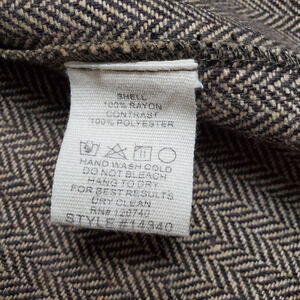 SHELL
100% RAYON
CONTRAST
100% POLYESTER
HAND WASH COLD
DO NOT BLEACH
HANG TO DRY
FOR BEST RESULTS
DRY CLEAN
RN# 120740
STYLE #14340